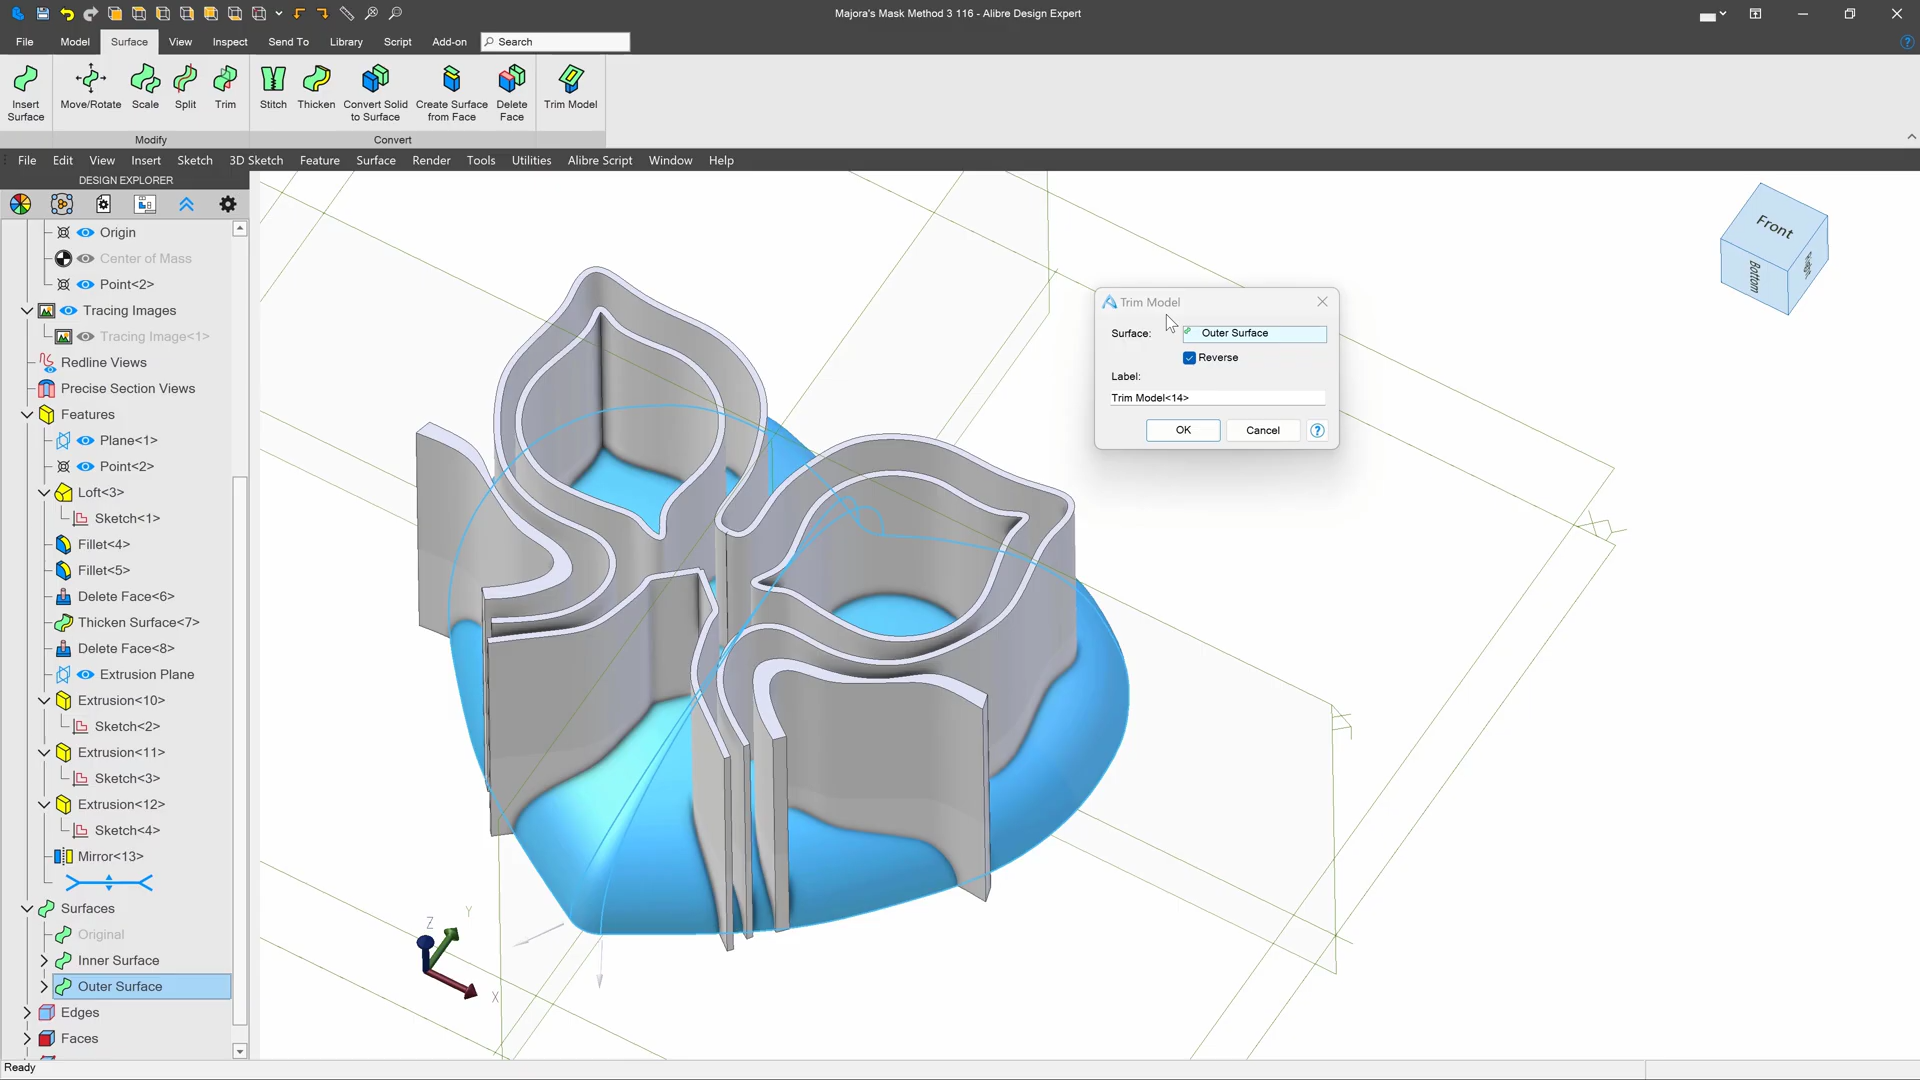 Majora's Mask Method 3 116 - Alibre Design Expert
File Model Surface View Inspect Send To Library Script Add-on Search
Insert Surface
Move/Rotate
Scale
Split
Trim
Stitch
Thicken
Convert Solid to Surface
Create Surface from Face
Delete Face
Trim Model
Modify
Convert
File Edit View Insert Sketch 3D Sketch Feature Surface Render Tools Utilities Alibre Script Window Help
DESIGN EXPLORER
Origin
Center of Mass
Point<2>
Tracing Images
Tracing Image<1>
Redline Views
Precise Section Views
Features
Plane<1>
Point<2>
Loft<3>
Sketch<1>
Fillet<4>
Fillet<5>
Delete Face<6>
Thicken Surface<7>
Delete Face<8>
Extrusion Plane
Extrusion<10>
Sketch<2>
Extrusion<11>
Sketch<3>
Extrusion<12>
Sketch<4>
Mirror<13>
Surfaces
Original
Inner Surface
Outer Surface
Edges
Faces
Ready
Trim Model
Surface: Outer Surface
Reverse
Label:
Trim Model<14>
OK Cancel ?
Front
Bottom
Z
Y
X